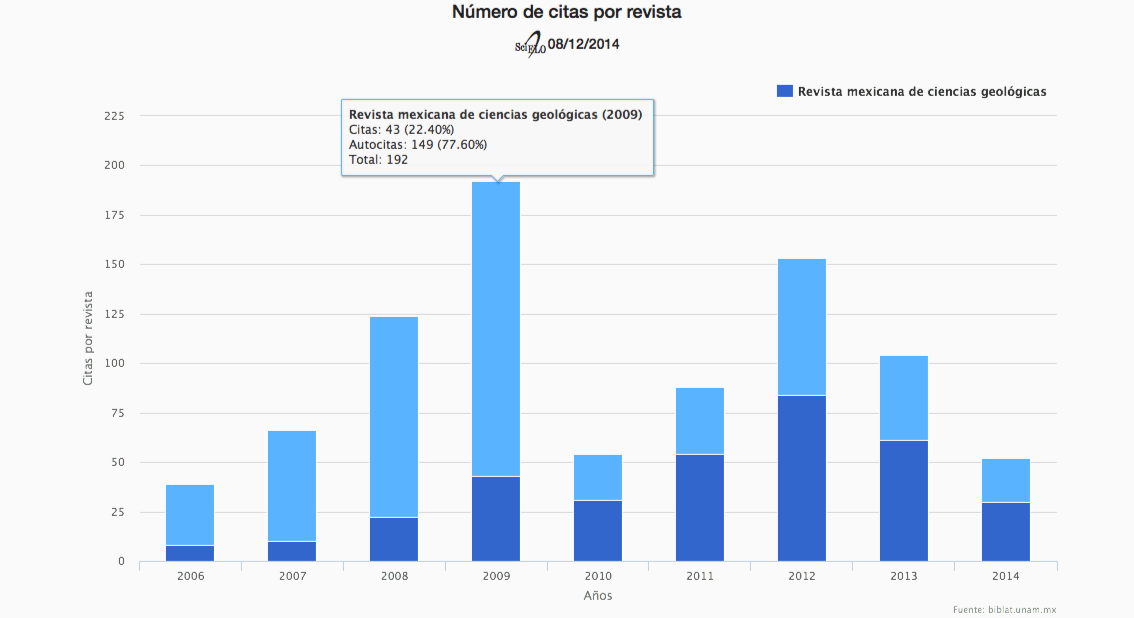 Número de citas por revista
SciELO 08/12/2014
Revista mexicana de ciencias geológicas
Revista mexicana de ciencias geológicas (2009)
Citas: 43 (22.40%)
Autocitas: 149 (77.60%)
Total: 192
225
200
175
150
125
100
75
50
25
0
Citas por revista
2006 2007 2008 2009 2010 2011 2012 2013 2014
Años
Fuente: biblat.unam.mx